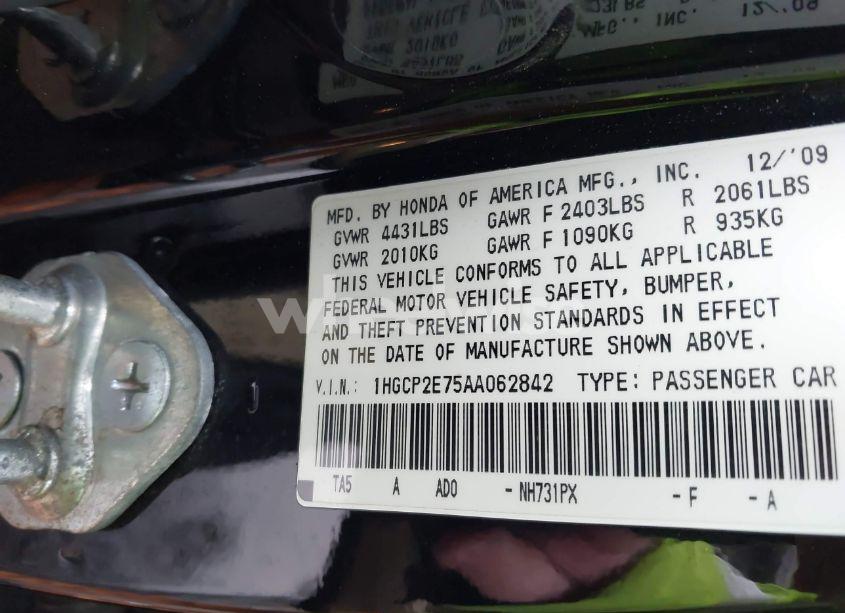 MFD. BY HONDA OF AMERICA MFG., INC. 12/'09
GVWR 4431LBS GAWR F 2403LBS R 2061LBS
GVWR 2010KG GAWR F 1090KG R 935KG
THIS VEHICLE CONFORMS TO ALL APPLICABLE
FEDERAL MOTOR VEHICLE SAFETY, BUMPER,
AND THEFT PREVENTION STANDARDS IN EFFECT
ON THE DATE OF MANUFACTURE SHOWN ABOVE.
V.I.N.: 1HGCP2E75AA062842 TYPE: PASSENGER CAR
TA5 A AD0 - NH731PX - F - A